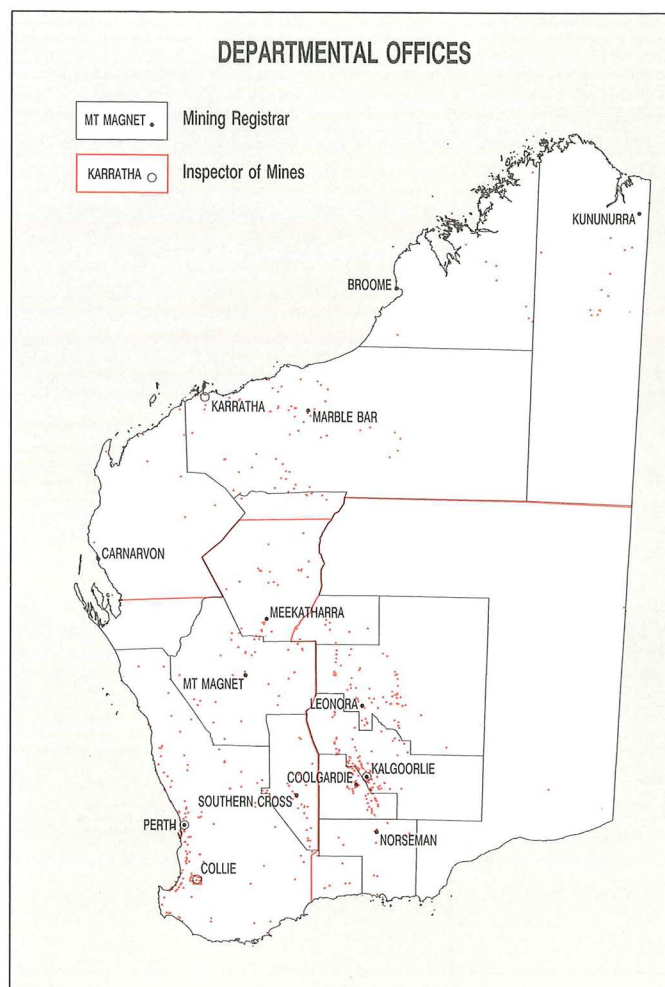 DEPARTMENTAL OFFICES
MT MAGNET
Mining Registrar
KARRATHA
Inspector of Mines
KUNUNURRA
BROOME
KARRATHA
MARBLE BAR
CARNARVON
MEEKATHARRA
MT MAGNET
LEONORA
KALGOORLIE
COOLGARDIE
SOUTHERN CROSS
PERTH
NORSEMAN
COLLIE